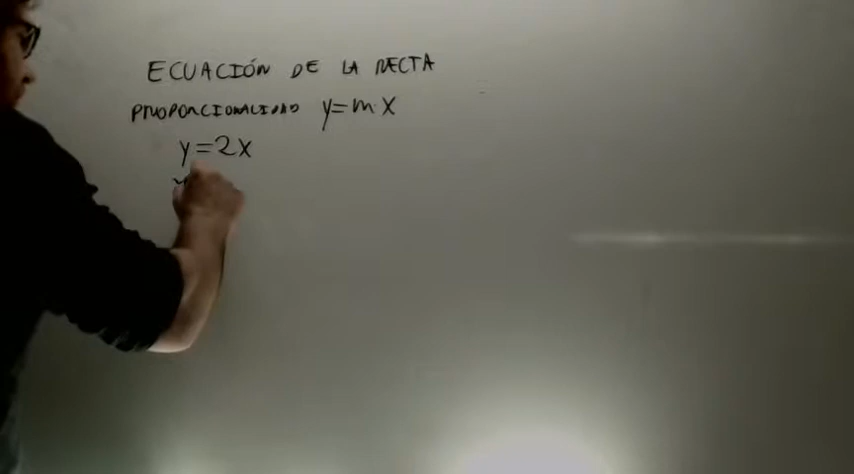 ECUACIÓN DE LA RECTA
PROPORCIONALIDAD y=m·x
y=2x